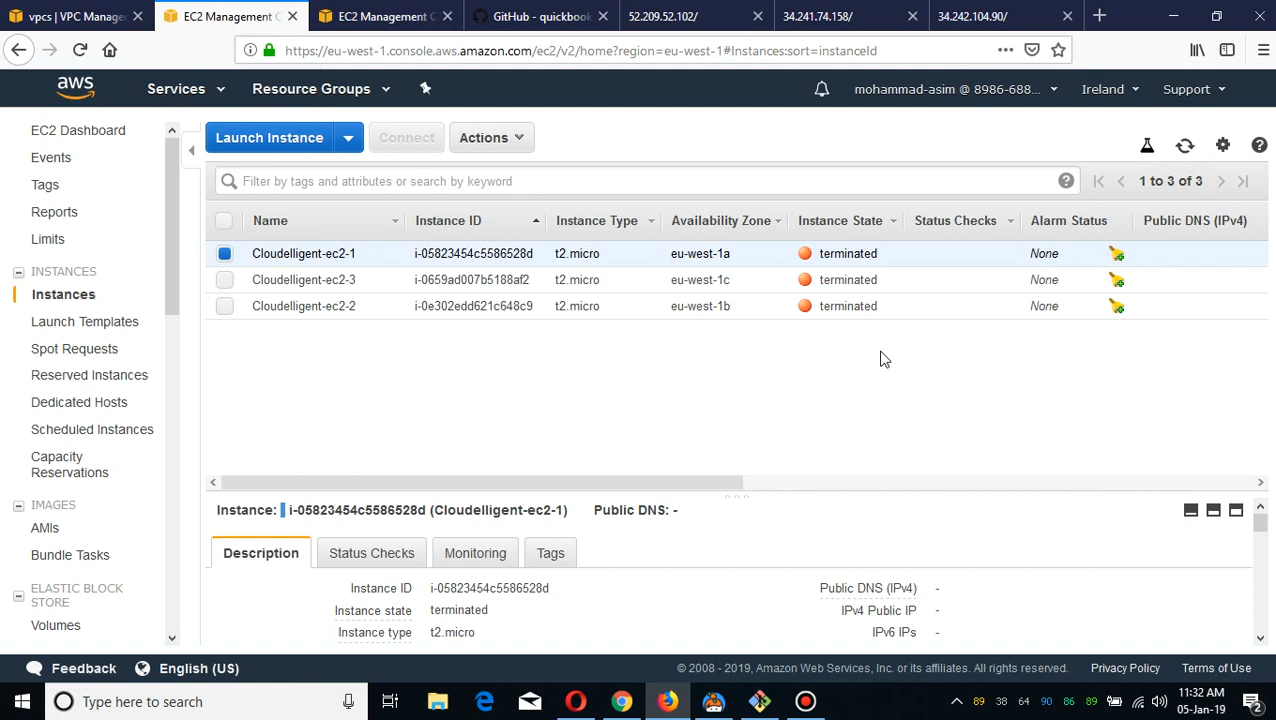 vpcs | VPC Manage
EC2 Management C
EC2 Management C
GitHub - quickbook
52.209.52.102/
34.241.74.158/
34.242.104.90/
https://eu-west-1.console.aws.amazon.com/ec2/v2/home?region=eu-west-1#Instances:sort=instanceId
aws
Services
Resource Groups
mohammad-asim @ 8986-688...
Ireland
Support
EC2 Dashboard
Events
Tags
Reports
Limits
INSTANCES
Instances
Launch Templates
Spot Requests
Reserved Instances
Dedicated Hosts
Scheduled Instances
Capacity
Reservations
IMAGES
AMIs
Bundle Tasks
ELASTIC BLOCK
STORE
Volumes
Launch Instance
Connect
Actions
Filter by tags and attributes or search by keyword
1 to 3 of 3
Name Instance ID Instance Type Availability Zone Instance State Status Checks Alarm Status Public DNS (IPv4)
Cloudelligent-ec2-1 i-05823454c5586528d t2.micro eu-west-1a terminated None
Cloudelligent-ec2-3 i-0659ad007b5188af2 t2.micro eu-west-1c terminated None
Cloudelligent-ec2-2 i-0e302edd621c648c9 t2.micro eu-west-1b terminated None
Instance: i-05823454c5586528d (Cloudelligent-ec2-1) Public DNS: -
Description Status Checks Monitoring Tags
Instance ID i-05823454c5586528d Public DNS (IPv4) -
Instance state terminated IPv4 Public IP -
Instance type t2.micro IPv6 IPs -
Feedback
English (US)
© 2008 - 2019, Amazon Web Services, Inc. or its affiliates. All rights reserved.
Privacy Policy
Terms of Use
Type here to search
89 38 64 90 86 89
11:32 AM
05-Jan-19
2